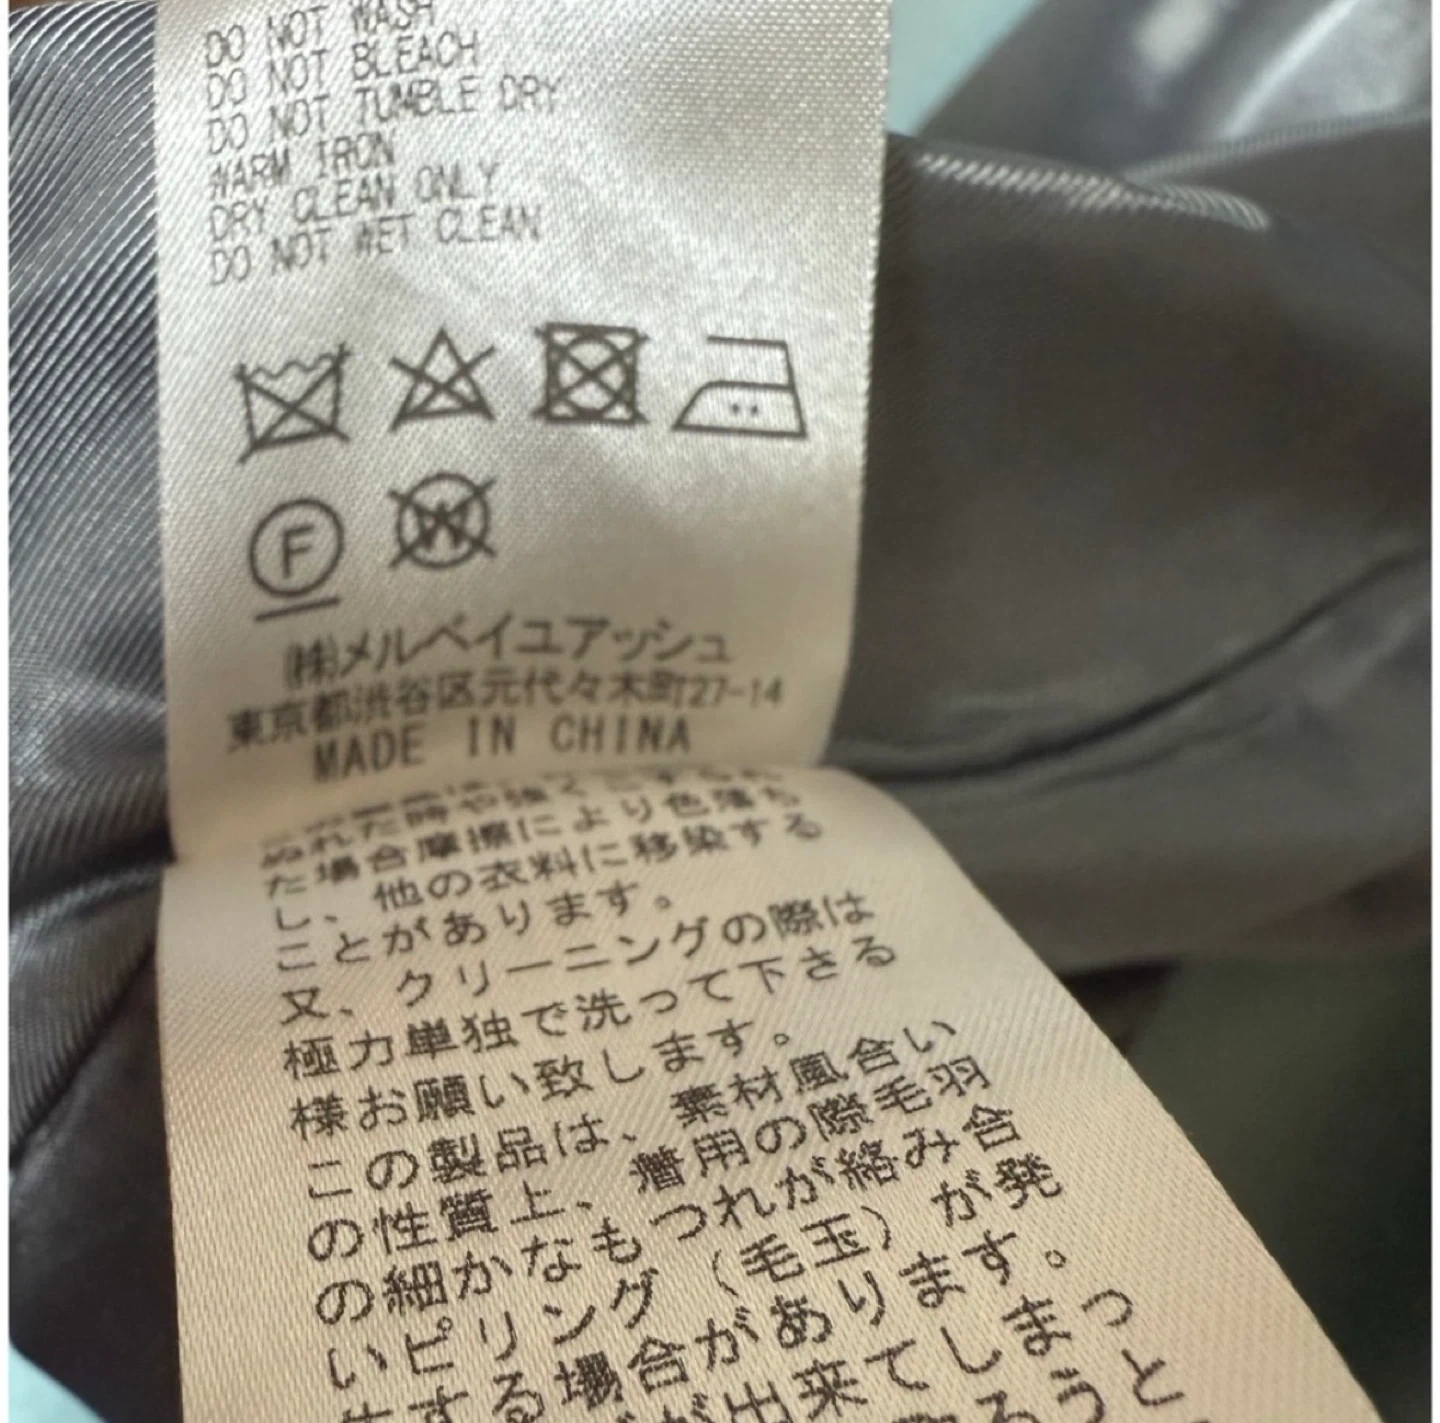 DO NOT WASH
DO NOT BLEACH
DO NOT TUMBLE DRY
WARM IRON
DRY CLEAN ONLY
DO NOT WET CLEAN
F
W
㈱メルベイユアッシュ
東京都渋谷区元代々木町27-14
MADE IN CHINA
ぬれた時や強くこすられ
た場合摩擦により色落ち
し、他の衣料に移染する
ことがあります。
又、クリーニングの際は
極力単独で洗って下さる
様お願い致します。
この製品は、素材風合い
の性質上、着用の際毛羽
の細かなもつれが絡み合
いピリング（毛玉）が発
する場合があります。
が出来てしまっ